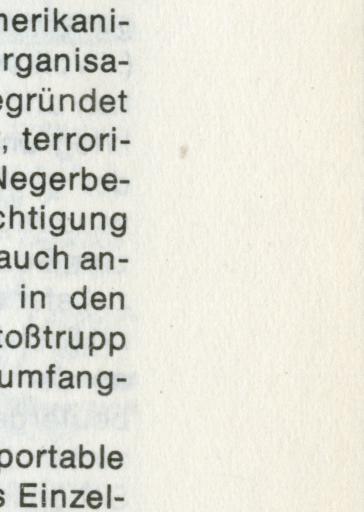 merikani-
rganisa-
egründet
, terrori-
Negerbe-
chtigung
auch an-
in den
toßtrupp
umfang-
portable
s Einzel-